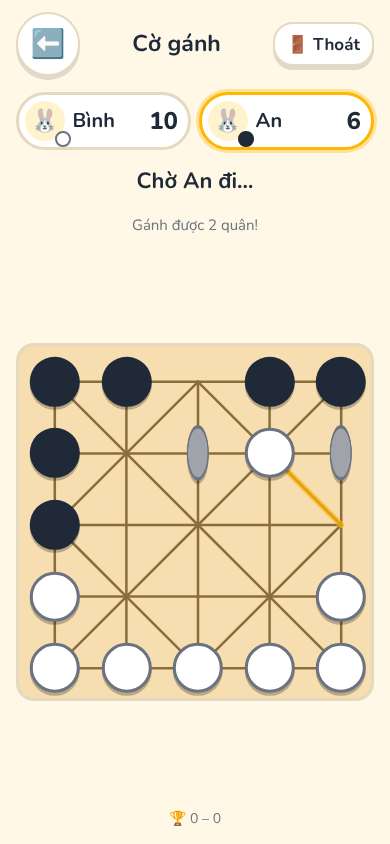 Cờ gánh
Thoát
Bình 10
An 6
Chờ An đi...
Gánh được 2 quân!
0 – 0